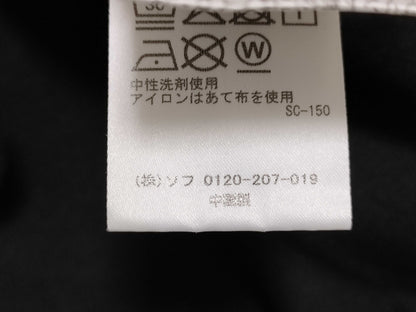 30
W
中性洗剤使用
アイロンはあて布を使用
SC-150
(株)ソフ 0120-207-019
中国製